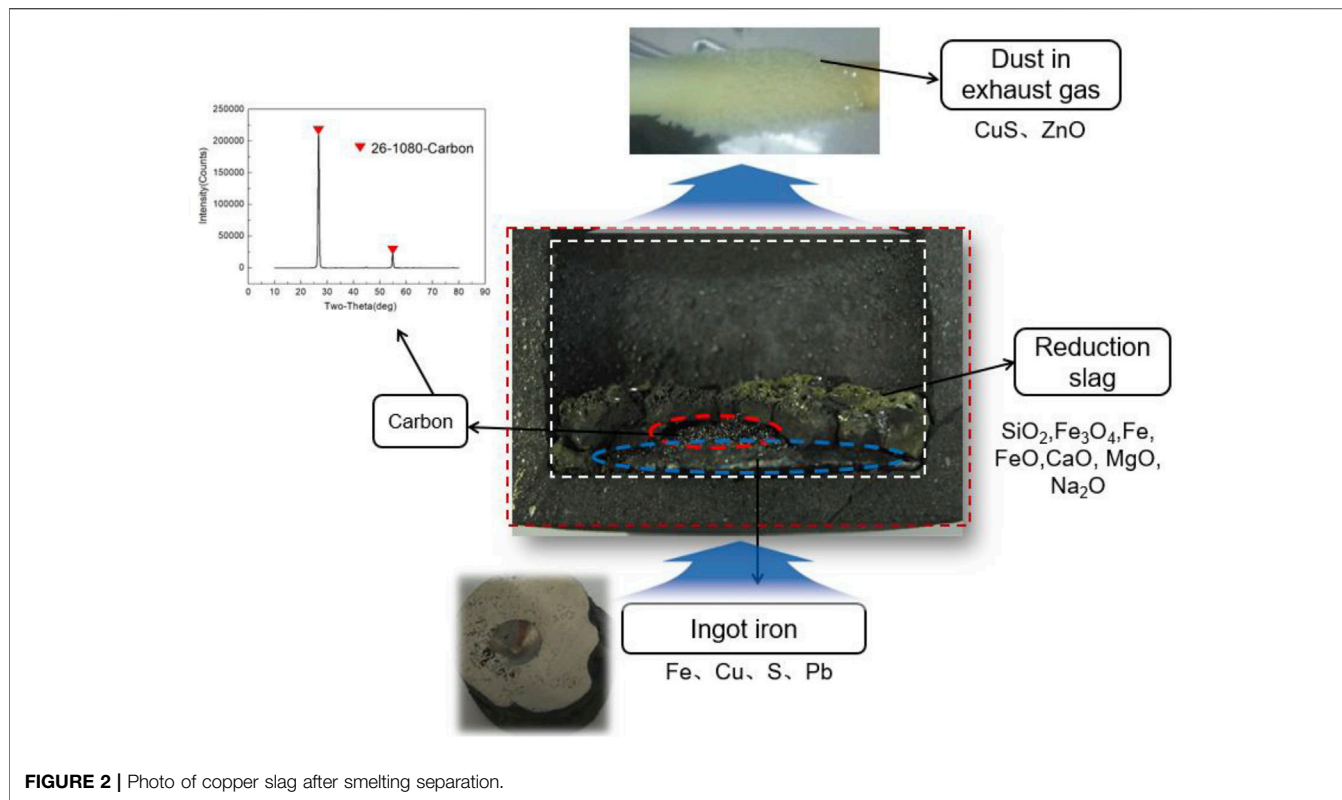 Dust in
exhaust gas
CuS、ZnO
250000
200000
150000
100000
50000
0
Intensity(Counts)
26-1080-Carbon
0 10 20 30 40 50 60 70 80 90
Two-Theta(deg)
Carbon
Reduction
slag
SiO₂,Fe₃O₄,Fe,
FeO,CaO, MgO,
Na₂O
Ingot iron
Fe、Cu、S、Pb
FIGURE 2 | Photo of copper slag after smelting separation.